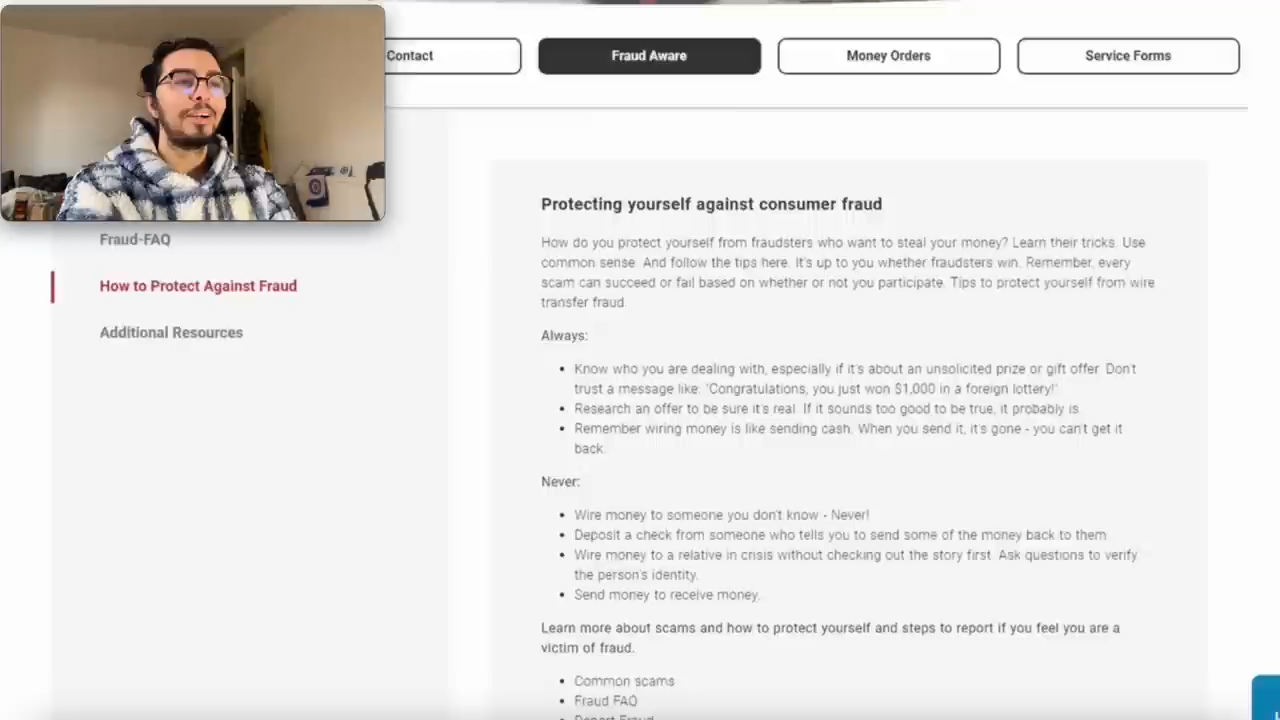 Contact
Fraud Aware
Money Orders
Service Forms
Fraud-FAQ
How to Protect Against Fraud
Additional Resources
Protecting yourself against consumer fraud
How do you protect yourself from fraudsters who want to steal your money? Learn their tricks. Use
common sense. And follow the tips here. It's up to you whether fraudsters win. Remember, every
scam can succeed or fail based on whether or not you participate. Tips to protect yourself from wire
transfer fraud.
Always:
• Know who you are dealing with, especially if it's about an unsolicited prize or gift offer. Don't
trust a message like: "Congratulations, you just won $1,000 in a foreign lottery!"
• Research an offer to be sure it's real. If it sounds too good to be true, it probably is.
• Remember wiring money is like sending cash. When you send it, it's gone - you can't get it
back.
Never:
• Wire money to someone you don't know - Never!
• Deposit a check from someone who tells you to send some of the money back to them.
• Wire money to a relative in crisis without checking out the story first. Ask questions to verify
the person's identity.
• Send money to receive money.
Learn more about scams and how to protect yourself and steps to report if you feel you are a
victim of fraud.
• Common scams
• Fraud FAQ
• Report Fraud